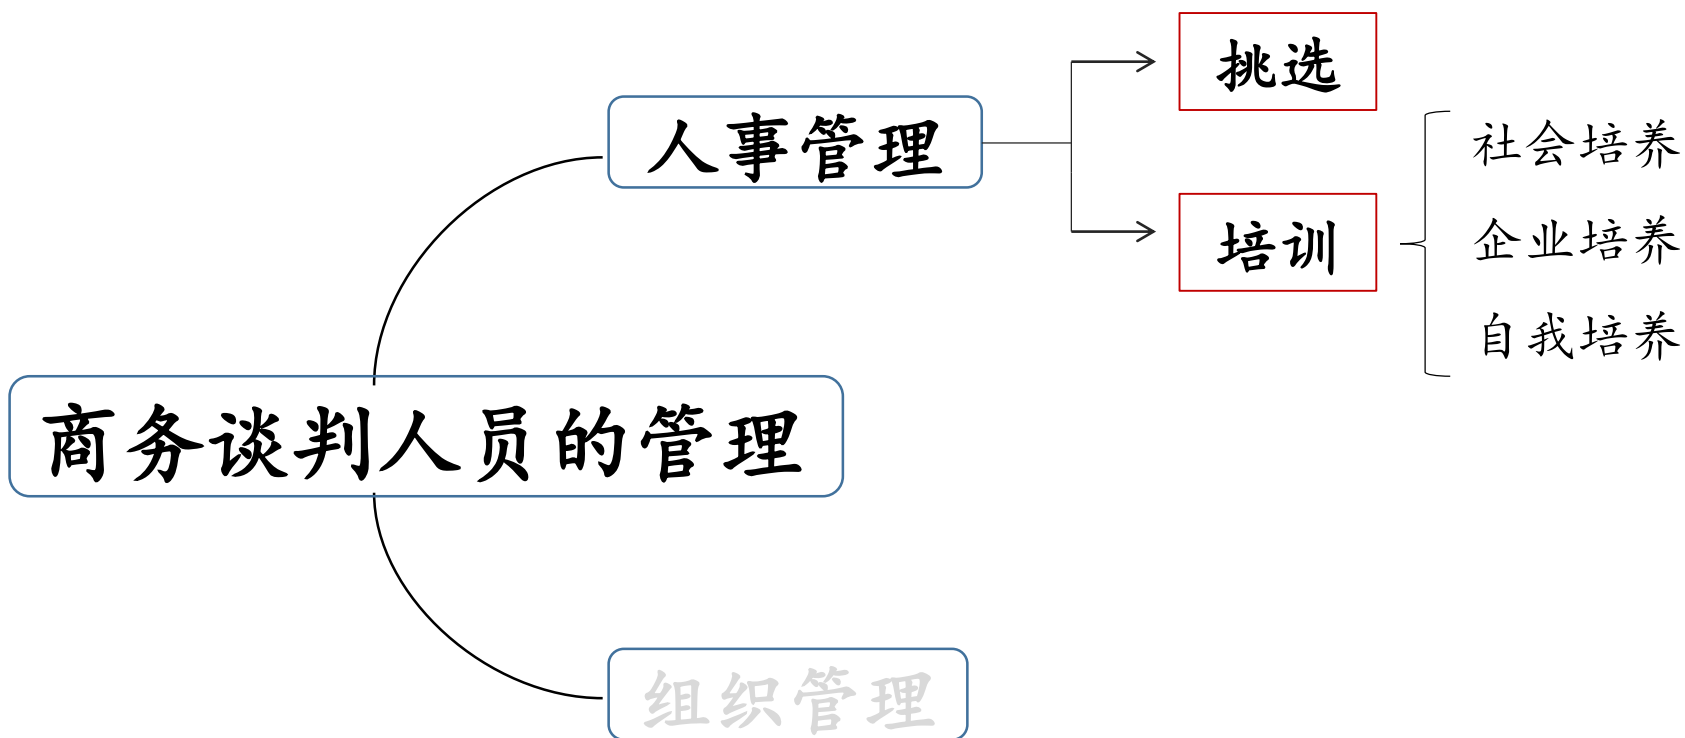 挑选
人事管理
社会培养
培训
企业培养
自我培养
商务谈判人员的管理
组织管理